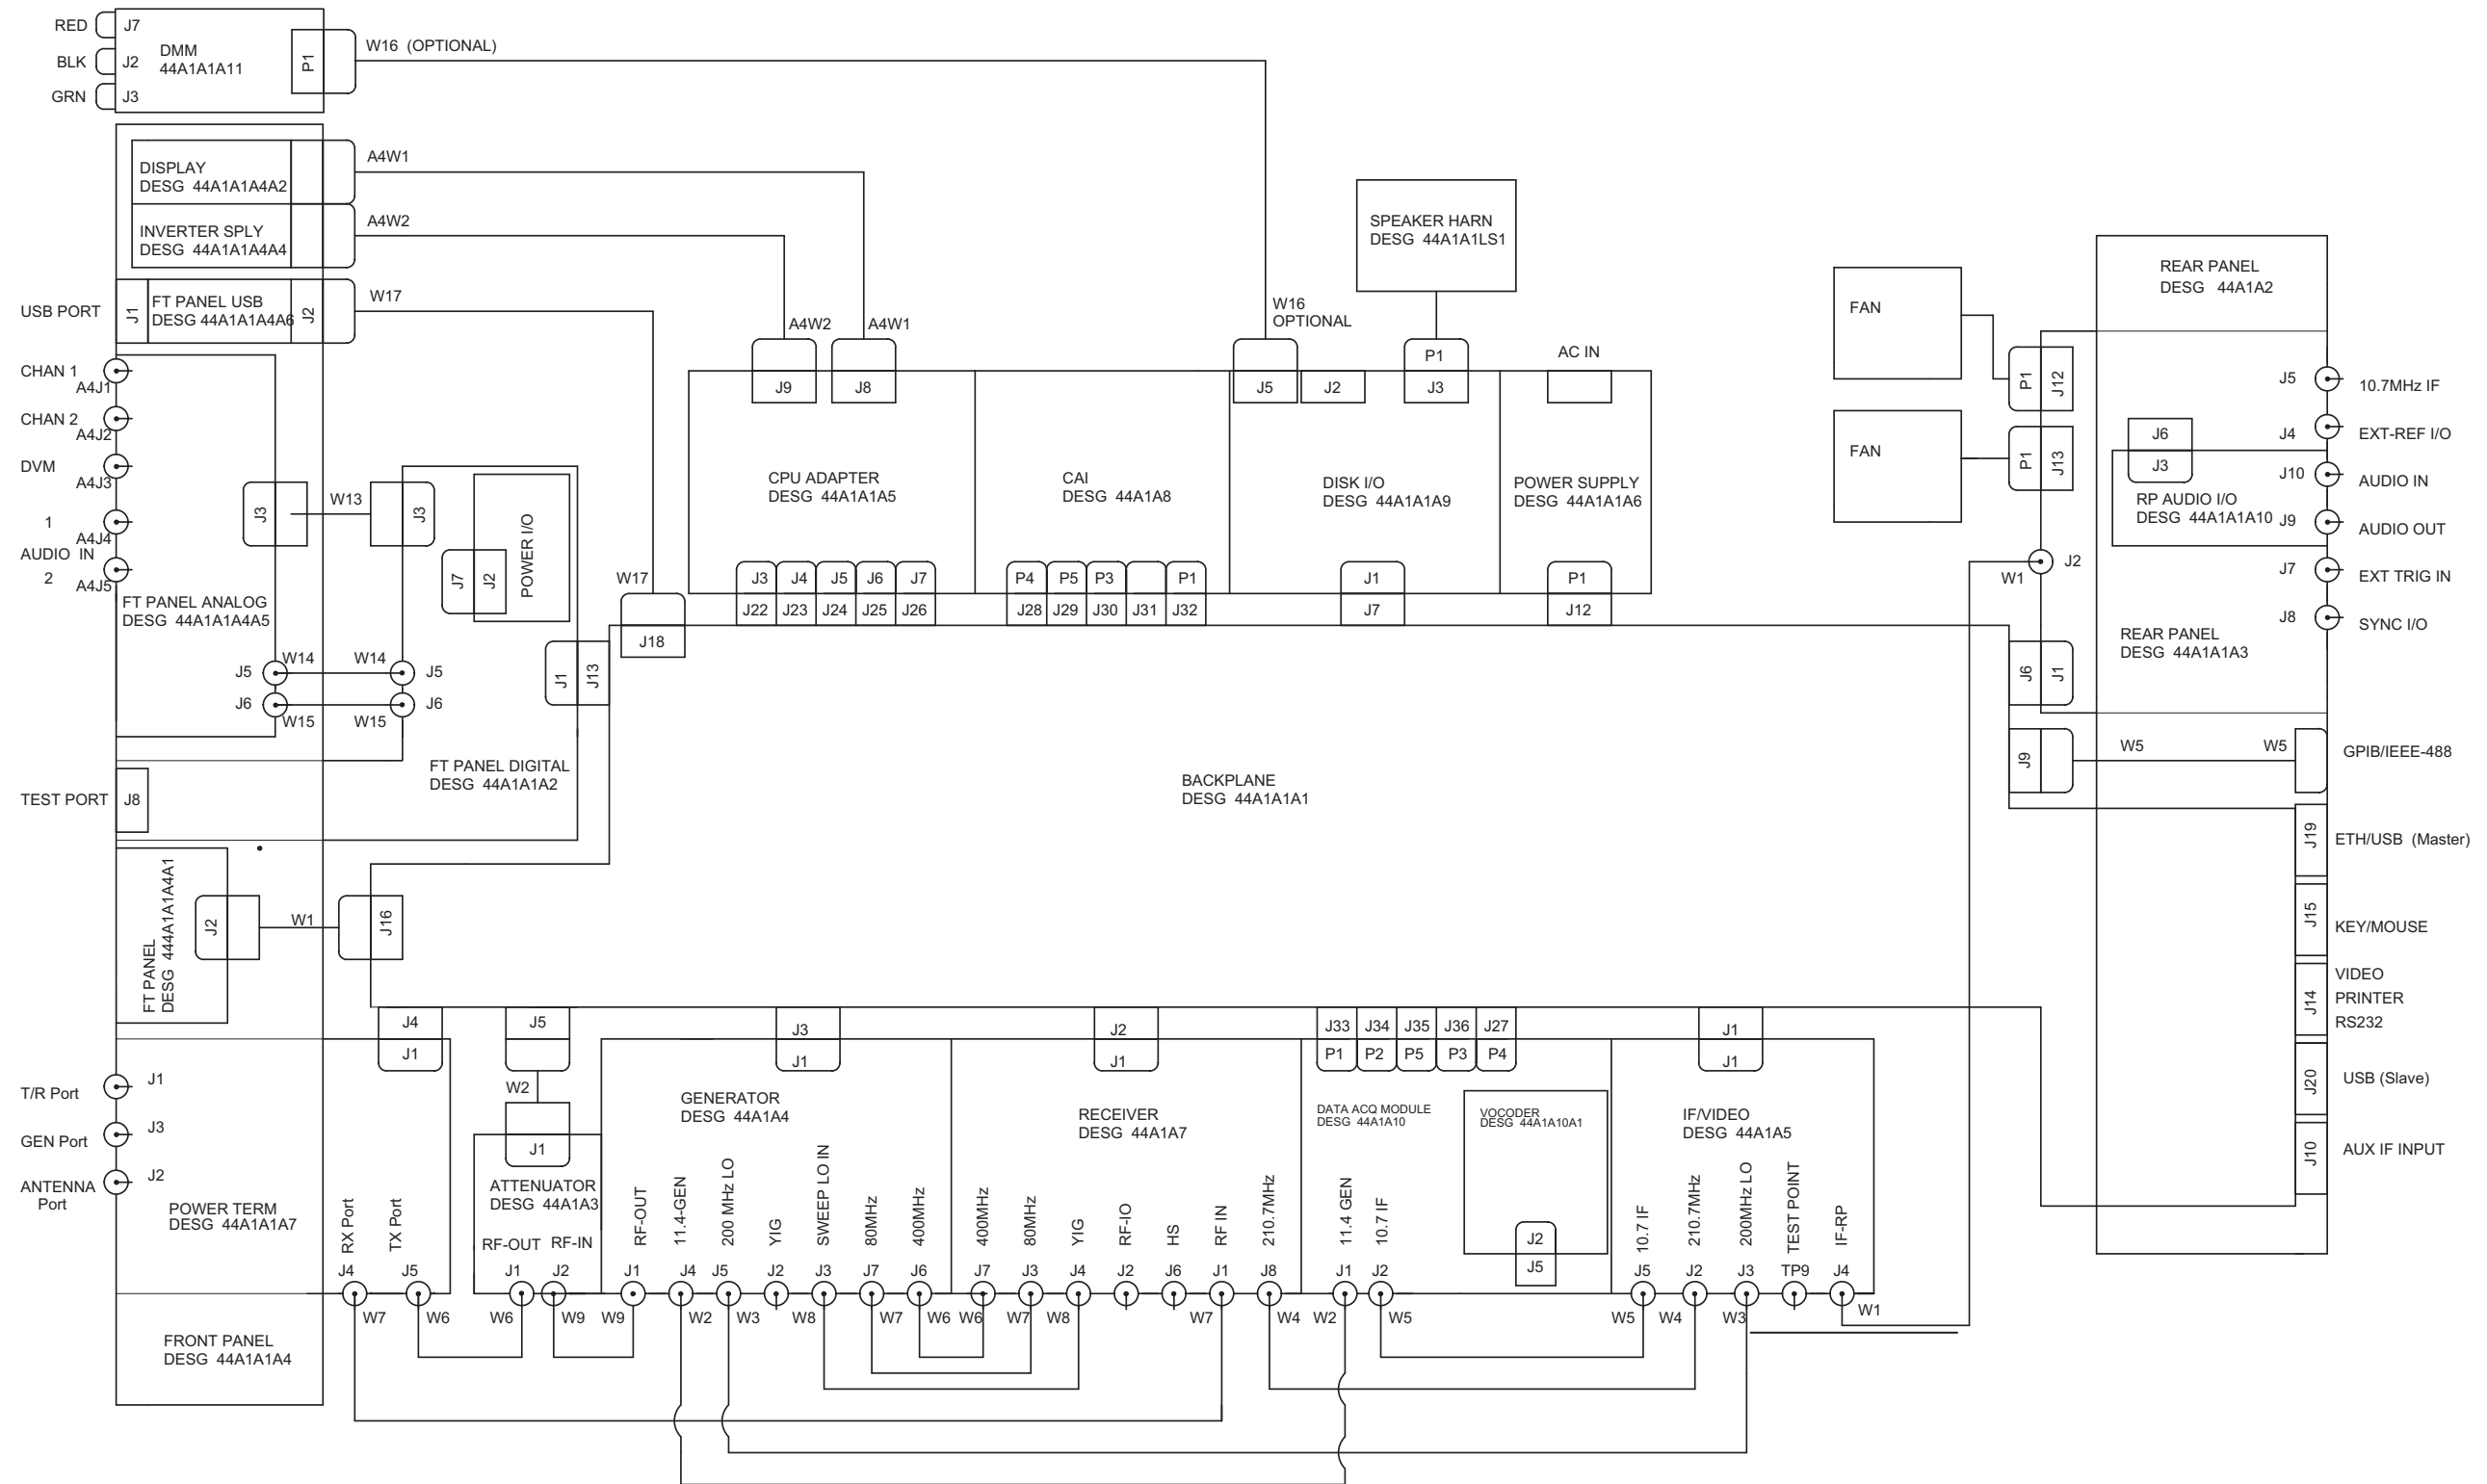 RED
J7
BLK
J2
GRN
J3
DMM
44A1A1A11
P1
W16 (OPTIONAL)
DISPLAY
DESG 44A1A1A4A2
A4W1
INVERTER SPLY
DESG 44A1A1A4A4
A4W2
USB PORT
J1
FT PANEL USB
DESG 44A1A1A4A6
J2
W17
CHAN 1
A4J1
CHAN 2
A4J2
DVM
A4J3
1
A4J4
AUDIO IN
2
A4J5
FT PANEL ANALOG
DESG 44A1A1A4A5
J3
W13
J3
J7
J2
POWER I/O
J5
W14
W14
J5
J6
W15
W15
J6
FT PANEL DIGITAL
DESG 44A1A1A2
J1
J13
W17
J18
TEST PORT
J8
FT PANEL
DESG 444A1A1A4A1
J2
W1
J16
A4W2
A4W1
J9
J8
CPU ADAPTER
DESG 44A1A1A5
J3
J4
J5
J6
J7
J22
J23
J24
J25
J26
CAI
DESG 44A1A8
P4
P5
P3
P1
J28
J29
J30
J31
J32
W16
OPTIONAL
J5
J2
SPEAKER HARN
DESG 44A1A1LS1
P1
J3
DISK I/O
DESG 44A1A1A9
J1
J7
AC IN
POWER SUPPLY
DESG 44A1A1A6
P1
J12
BACKPLANE
DESG 44A1A1A1
FAN
P1
J12
FAN
P1
J13
REAR PANEL
DESG 44A1A2
J6
J3
RP AUDIO I/O
DESG 44A1A1A10
J5
10.7MHz IF
J4
EXT-REF I/O
J10
AUDIO IN
J9
AUDIO OUT
J7
EXT TRIG IN
J8
SYNC I/O
W1
J2
REAR PANEL
DESG 44A1A1A3
J6
J1
J9
W5
W5
GPIB/IEEE-488
J19
ETH/USB (Master)
J15
KEY/MOUSE
J14
VIDEO
PRINTER
RS232
J20
USB (Slave)
J10
AUX IF INPUT
T/R Port
J1
GEN Port
J3
ANTENNA
Port
J2
POWER TERM
DESG 44A1A1A7
J4
J1
RX Port
TX Port
J4
J5
W7
W6
FRONT PANEL
DESG 44A1A1A4
J5
W2
J1
ATTENUATOR
DESG 44A1A3
RF-OUT
RF-IN
J1
J2
W6
W9
J3
J1
GENERATOR
DESG 44A1A4
RF-OUT
11.4-GEN
200 MHz LO
YIG
SWEEP LO IN
80MHz
400MHz
J1
J4
J5
J2
J3
J7
J6
W9
W2
W3
W8
W7
W6
J2
J1
RECEIVER
DESG 44A1A7
400MHz
80MHz
YIG
RF-IO
HS
RF IN
210.7MHz
J7
J3
J4
J2
J6
J1
J8
W6
W7
W8
W7
W4
J33
J34
J35
J36
J27
P1
P2
P5
P3
P4
DATA ACQ MODULE
DESG 44A1A10
VOCODER
DESG 44A1A10A1
J2
J5
11.4 GEN
10.7 IF
J1
J2
W2
W5
J1
J1
IF/VIDEO
DESG 44A1A5
10.7 IF
210.7MHz
200MHz LO
TEST POINT
IF-RP
J5
J2
J3
TP9
J4
W5
W4
W3
W1